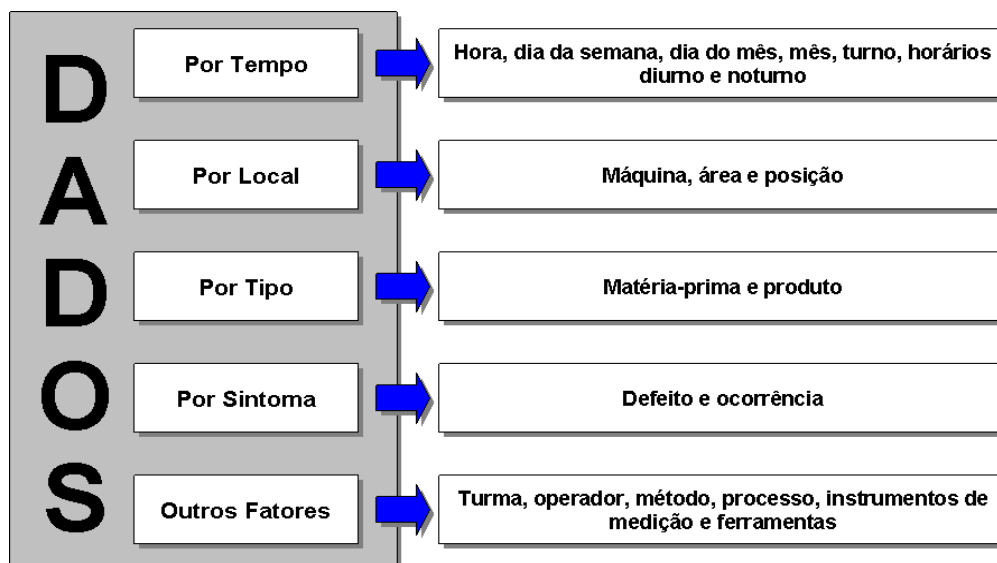 DADOS
Por Tempo
Hora, dia da semana, dia do mês, mês, turno, horários
diurno e noturno
Por Local
Máquina, área e posição
Por Tipo
Matéria-prima e produto
Por Sintoma
Defeito e ocorrência
Outros Fatores
Turma, operador, método, processo, instrumentos de
medição e ferramentas